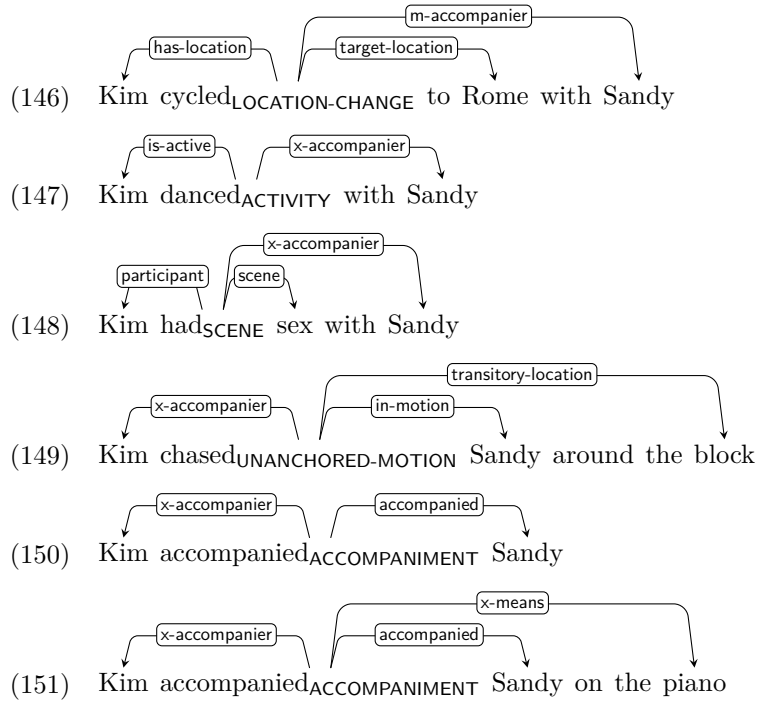 m-accompanier
has-location target-location
(146) Kim cycledLOCATION-CHANGE to Rome with Sandy
is-active x-accompanier
(147) Kim dancedACTIVITY with Sandy
x-accompanier
participant scene
(148) Kim hadSCENE sex with Sandy
transitory-location
x-accompanier in-motion
(149) Kim chasedUNANCHORED-MOTION Sandy around the block
x-accompanier accompanied
(150) Kim accompaniedACCOMPANIMENT Sandy
x-means
x-accompanier accompanied
(151) Kim accompaniedACCOMPANIMENT Sandy on the piano